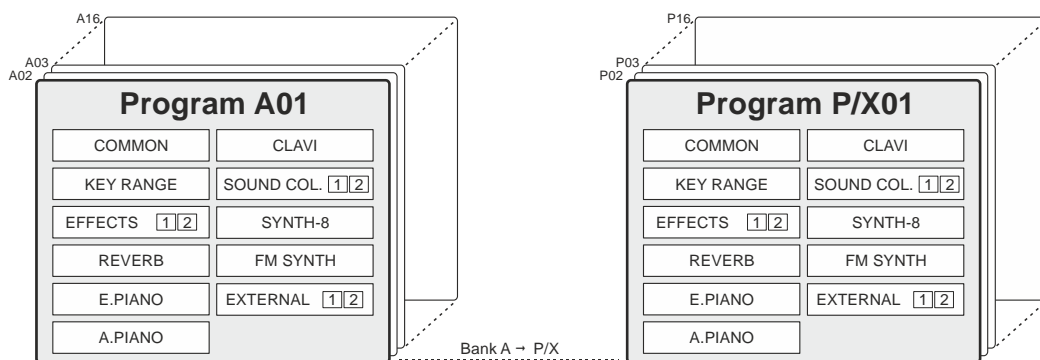 A16
A03
A02
Program A01
COMMON CLAVI
KEY RANGE SOUND COL. 1 2
EFFECTS 1 2 SYNTH-8
REVERB FM SYNTH
E.PIANO EXTERNAL 1 2
A.PIANO
Bank A → P/X
P16
P03
P02
Program P/X01
COMMON CLAVI
KEY RANGE SOUND COL. 1 2
EFFECTS 1 2 SYNTH-8
REVERB FM SYNTH
E.PIANO EXTERNAL 1 2
A.PIANO